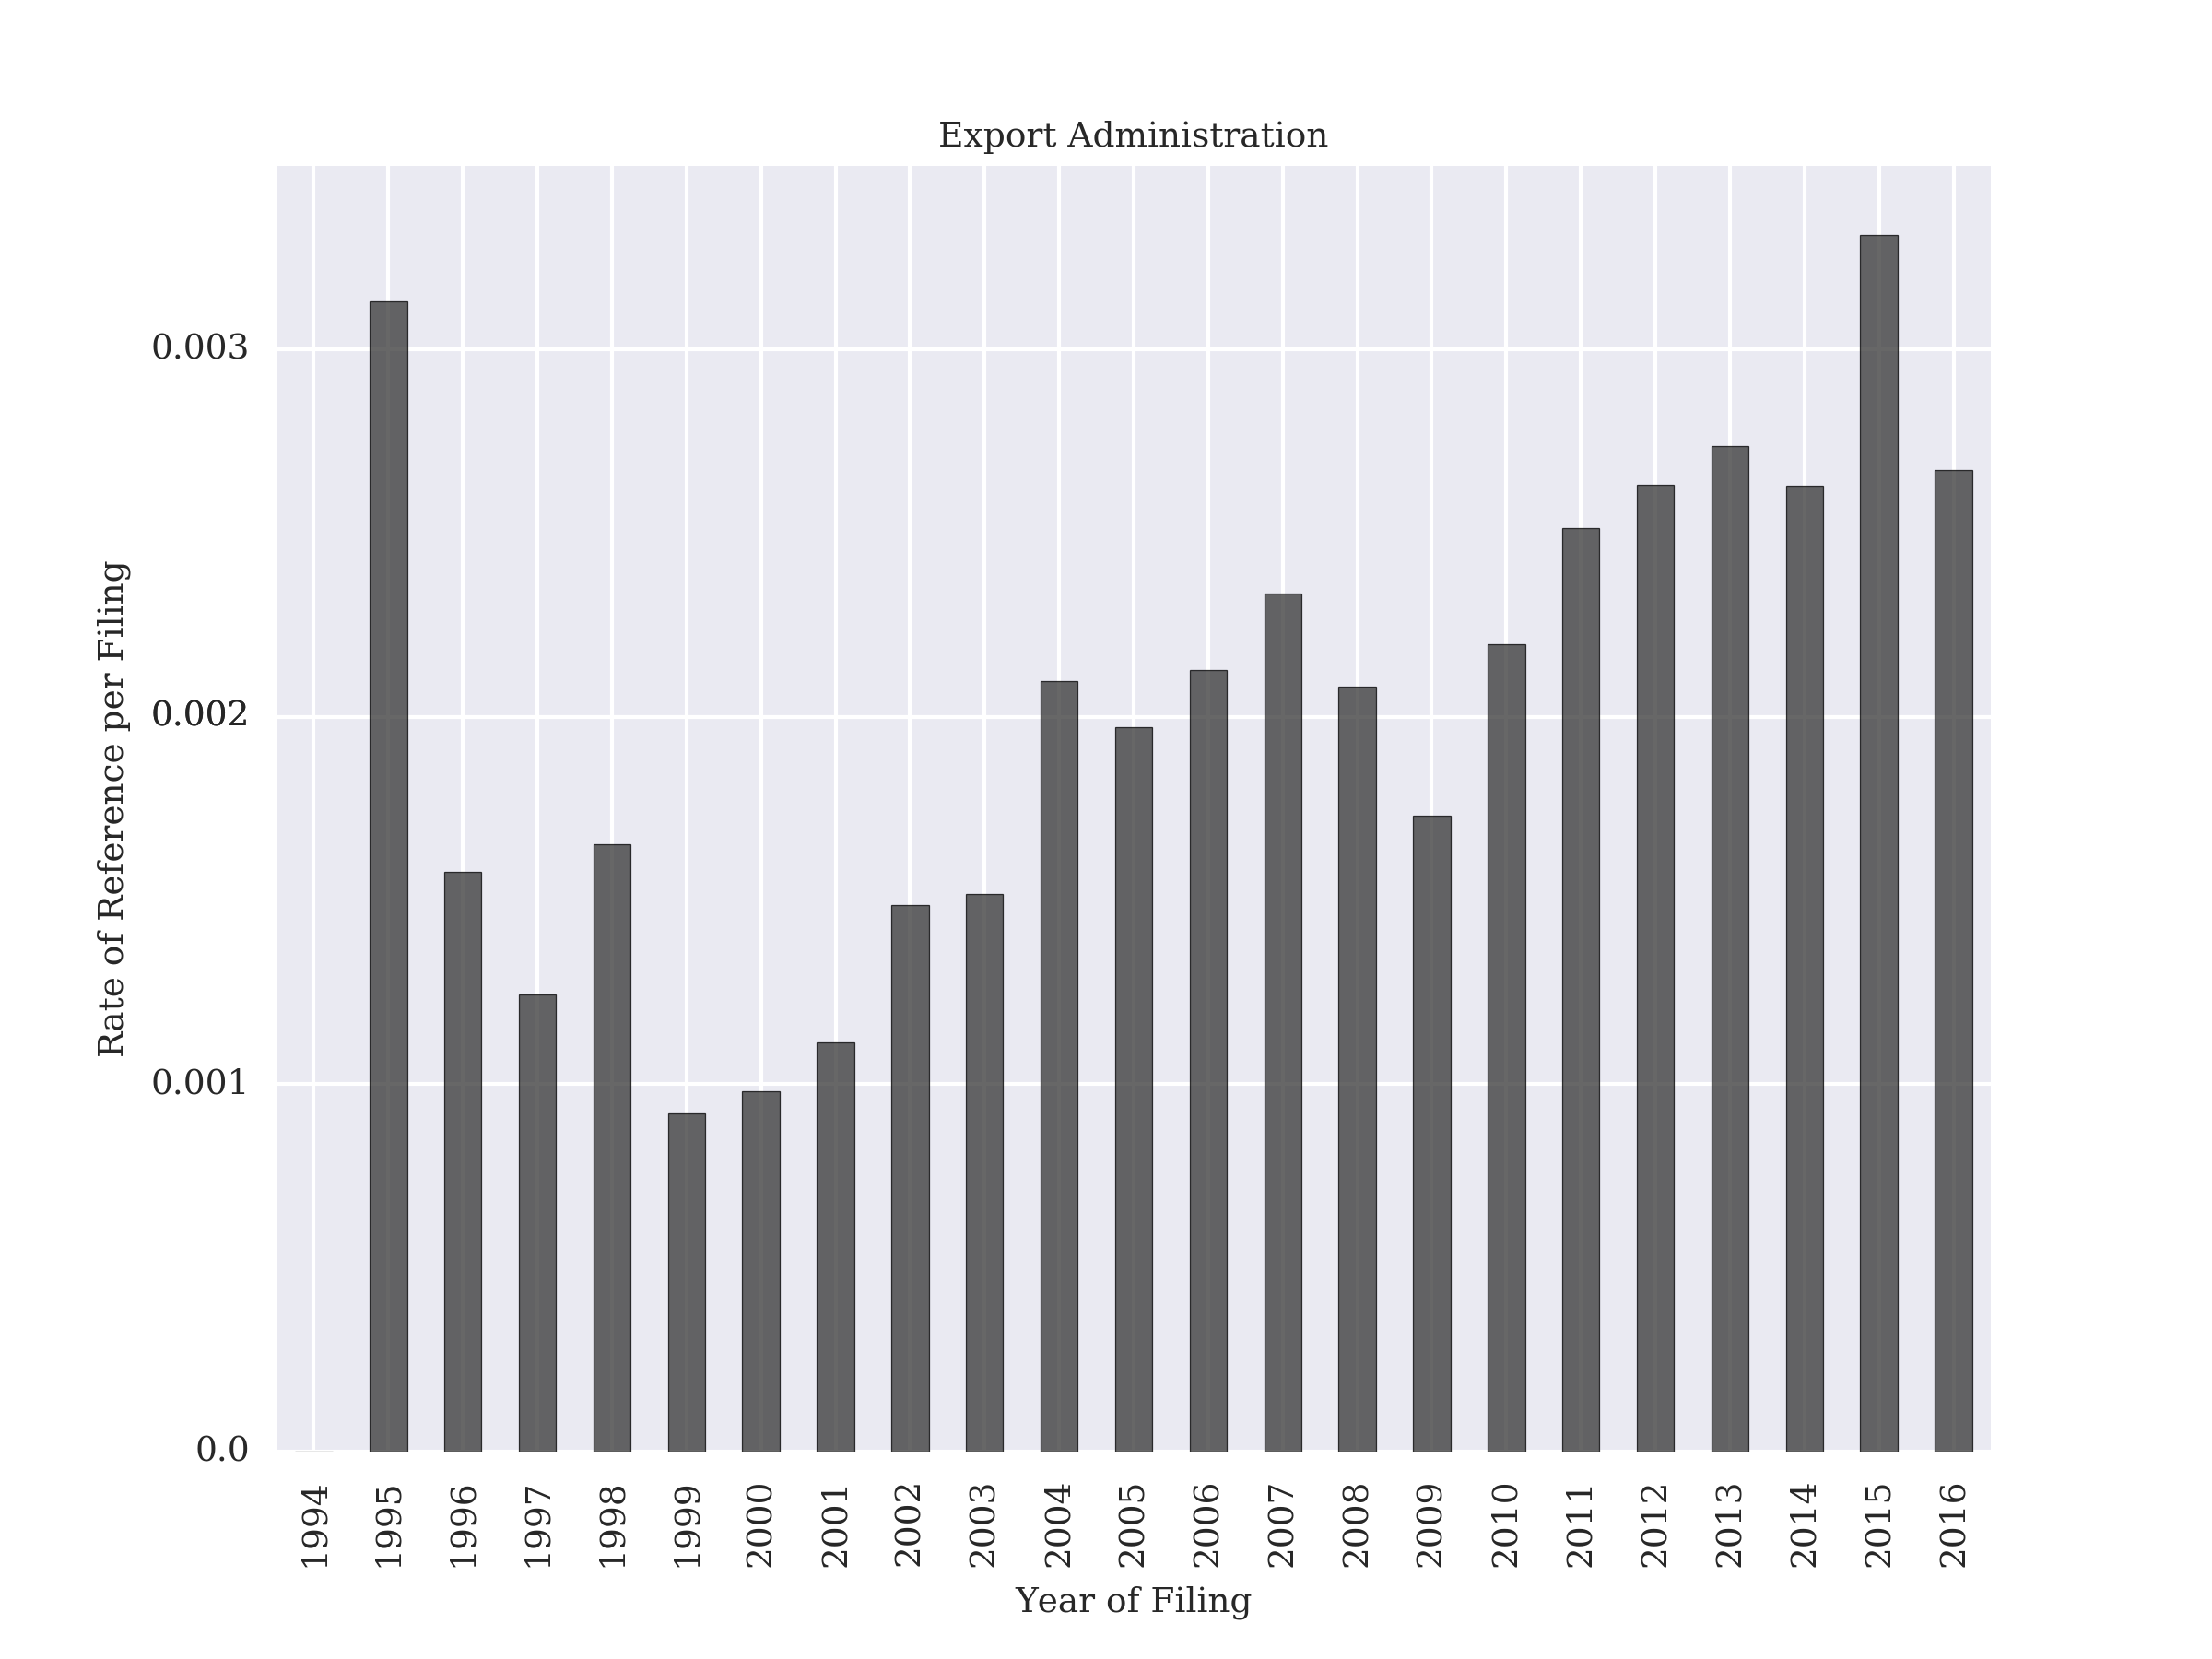 Export Administration
Rate of Reference per Filing
0.003
0.002
0.001
0.0
1994 1995 1996 1997 1998 1999 2000 2001 2002 2003 2004 2005 2006 2007 2008 2009 2010 2011 2012 2013 2014 2015 2016
Year of Filing